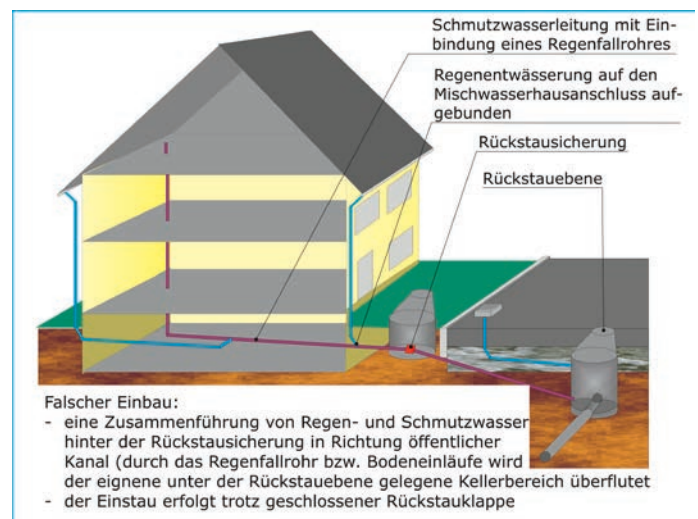 Schmutzwasserleitung mit Ein-
bindung eines Regenfallrohres
Regenentwässerung auf den
Mischwasserhausanschluss auf-
gebunden
Rückstausicherung
Rückstauebene
Falscher Einbau:
- eine Zusammenführung von Regen- und Schmutzwasser
hinter der Rückstausicherung in Richtung öffentlicher
Kanal (durch das Regenfallrohr bzw. Bodeneinläufe wird
der eignene unter der Rückstauebene gelegene Kellerbereich überflutet
- der Einstau erfolgt trotz geschlossener Rückstauklappe